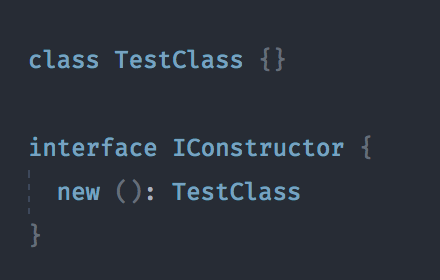 class TestClass {}
interface IConstructor {
new (): TestClass
}